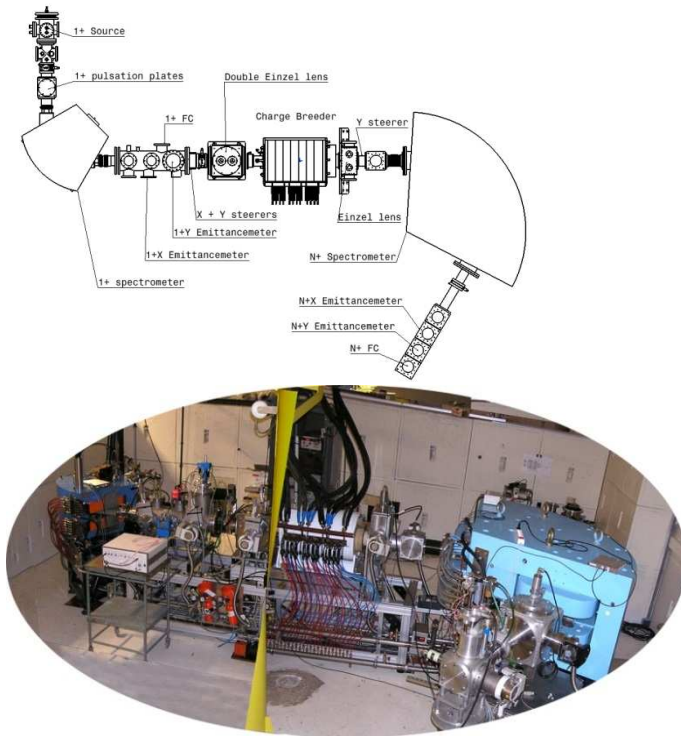 1+ Source
1+ pulsation plates
Double Einzel lens
1+ FC
Charge Breeder
Y steerer
X + Y steerers
Einzel lens
1+Y Emittancemeter
1+X Emittancemeter
N+ Spectrometer
1+ spectrometer
N+X Emittancemeter
N+Y Emittancemeter
N+ FC